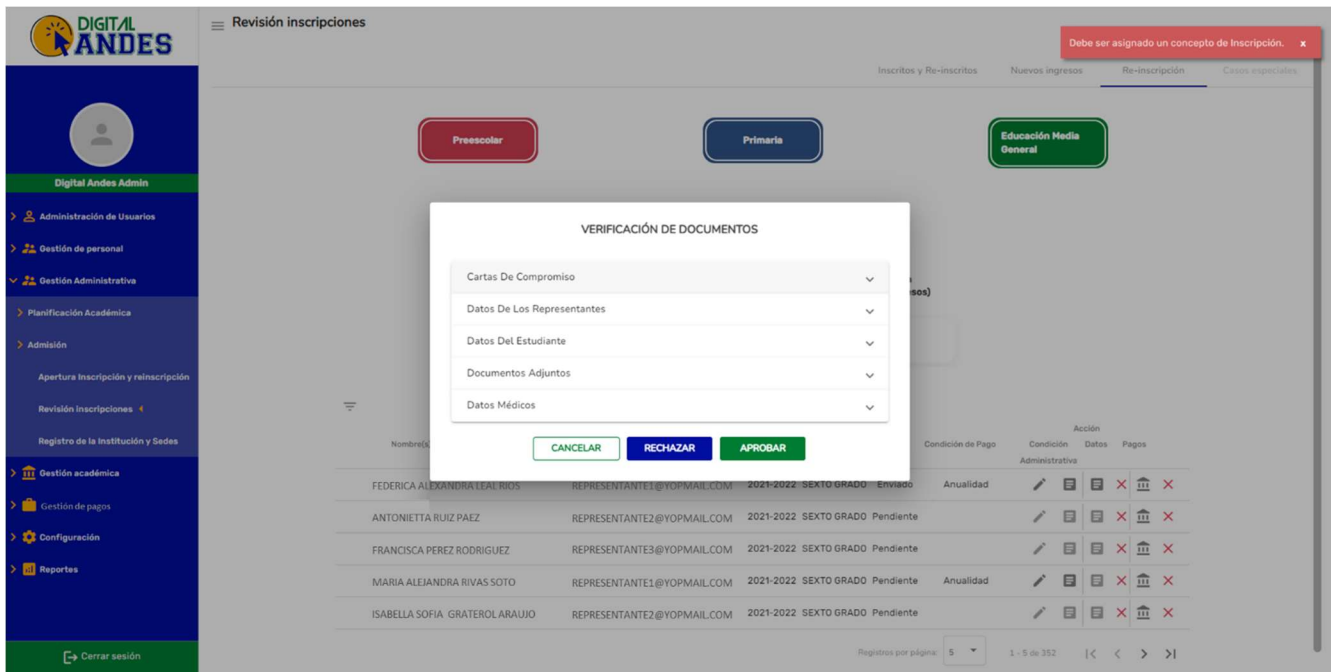 DIGITAL
ANDES
Revisión inscripciones
Debe ser asignado un concepto de Inscripción. x
Inscritos y Re-inscritos Nuevos ingresos Re-inscripción Casos especiales
Preescolar
Primaria
Educación Media
General
Digital Andes Admin
Administración de Usuarios
Gestión de personal
Gestión Administrativa
Planificación Académica
Admisión
Apertura Inscripción y reinscripción
Revisión inscripciones
Registro de la Institución y Sedes
Gestión académica
Gestión de pagos
Configuración
Reportes
Cerrar sesión
VERIFICACIÓN DE DOCUMENTOS
Cartas De Compromiso
Datos De Los Representantes
Datos Del Estudiante
Documentos Adjuntos
Datos Médicos
CANCELAR RECHAZAR APROBAR
Acción
Nombre(s) Condición de Pago Condición Datos Pagos
Administrativa
FEDERICA ALEXANDRA LEAL RIOS REPRESENTANTE1@YOPMAIL.COM 2021-2022 SEXTO GRADO Enviado Anualidad
ANTONIETTA RUIZ PAEZ REPRESENTANTE2@YOPMAIL.COM 2021-2022 SEXTO GRADO Pendiente
FRANCISCA PEREZ RODRIGUEZ REPRESENTANTE3@YOPMAIL.COM 2021-2022 SEXTO GRADO Pendiente
MARIA ALEJANDRA RIVAS SOTO REPRESENTANTE1@YOPMAIL.COM 2021-2022 SEXTO GRADO Pendiente Anualidad
ISABELLA SOFIA GRATEROL ARAUJO REPRESENTANTE2@YOPMAIL.COM 2021-2022 SEXTO GRADO Pendiente
Registros por página: 5 1 - 5 de 352